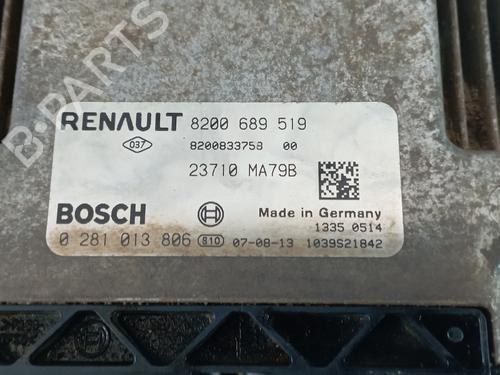 RENAULT 8200 689 519
037 8200833758 00
23710 MA79B
BOSCH Made in Germany
1335 0514
0 281 013 806 810 07-08-13 1039S21842
B-PARTS